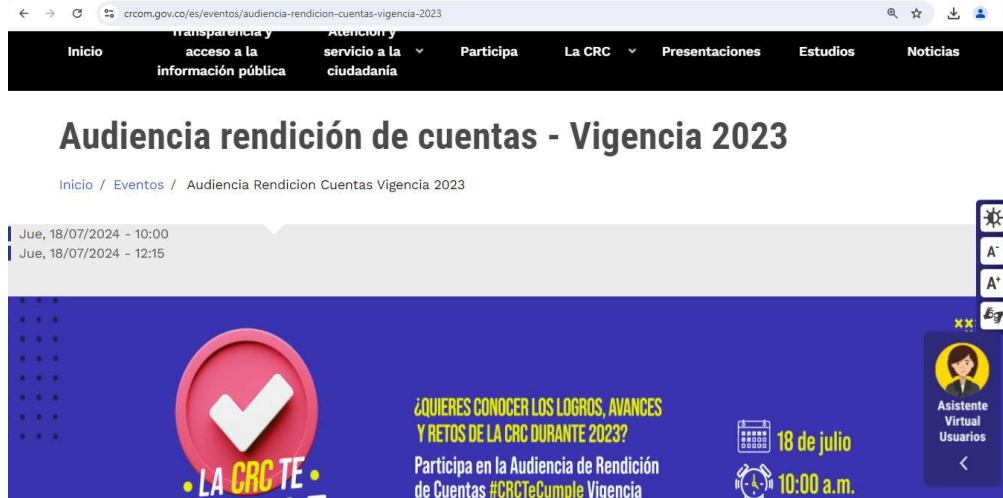 crcom.gov.co/es/eventos/audiencia-rendicion-cuentas-vigencia-2023
Inicio
Transparencia y
acceso a la
información pública
Atención y
servicio a la
ciudadanía
Participa
La CRC
Presentaciones
Estudios
Noticias
Audiencia rendición de cuentas - Vigencia 2023
Inicio / Eventos / Audiencia Rendicion Cuentas Vigencia 2023
Jue, 18/07/2024 - 10:00
Jue, 18/07/2024 - 12:15
A-
A+
LA CRC TE
¿QUIERES CONOCER LOS LOGROS, AVANCES
Y RETOS DE LA CRC DURANTE 2023?
Participa en la Audiencia de Rendición
de Cuentas #CRCTeCumple Vigencia
18 de julio
10:00 a.m.
Asistente
Virtual
Usuarios